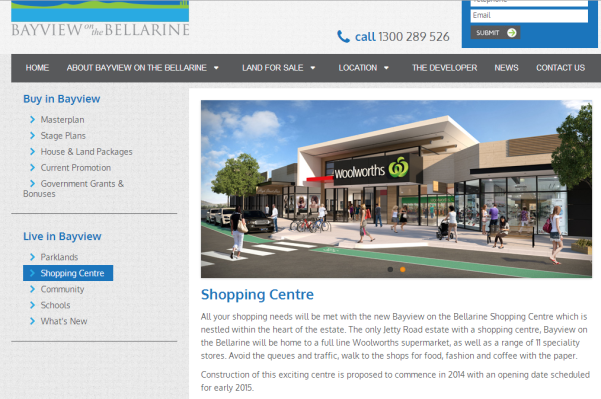 Telephone
Email
SUBMIT
BAYVIEW on the BELLARINE
call 1300 289 526
HOME ABOUT BAYVIEW ON THE BELLARINE LAND FOR SALE LOCATION THE DEVELOPER NEWS CONTACT US
Buy in Bayview
Masterplan
Stage Plans
House & Land Packages
Current Promotion
Government Grants &
Bonuses
Live in Bayview
Parklands
Shopping Centre
Community
Schools
What's New
Woolworths
Shopping Centre
All your shopping needs will be met with the new Bayview on the Bellarine Shopping Centre which is
nestled within the heart of the estate. The only Jetty Road estate with a shopping centre, Bayview on
the Bellarine will be home to a full line Woolworths supermarket, as well as a range of 11 speciality
stores. Avoid the queues and traffic, walk to the shops for food, fashion and coffee with the paper.
Construction of this exciting centre is proposed to commence in 2014 with an opening date scheduled
for early 2015.